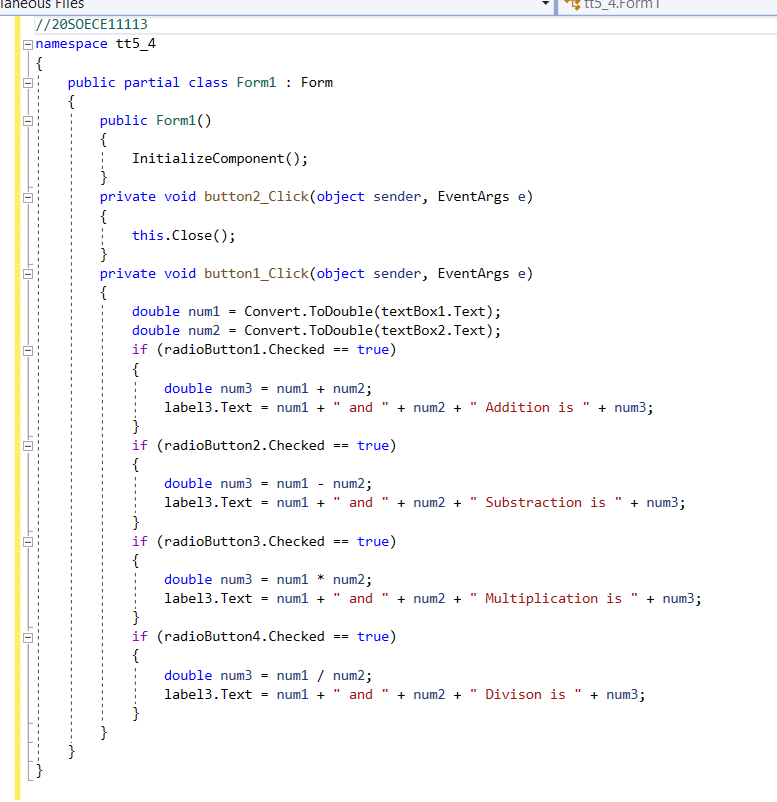 laneous Files
tt5_4.Form1
//20SOECE11113
namespace tt5_4
{
    public partial class Form1 : Form
    {
        public Form1()
        {
            InitializeComponent();
        }
        private void button2_Click(object sender, EventArgs e)
        {
            this.Close();
        }
        private void button1_Click(object sender, EventArgs e)
        {
            double num1 = Convert.ToDouble(textBox1.Text);
            double num2 = Convert.ToDouble(textBox2.Text);
            if (radioButton1.Checked == true)
            {
                double num3 = num1 + num2;
                label3.Text = num1 + " and " + num2 + " Addition is " + num3;
            }
            if (radioButton2.Checked == true)
            {
                double num3 = num1 - num2;
                label3.Text = num1 + " and " + num2 + " Substraction is " + num3;
            }
            if (radioButton3.Checked == true)
            {
                double num3 = num1 * num2;
                label3.Text = num1 + " and " + num2 + " Multiplication is " + num3;
            }
            if (radioButton4.Checked == true)
            {
                double num3 = num1 / num2;
                label3.Text = num1 + " and " + num2 + " Divison is " + num3;
            }
        }
    }
}